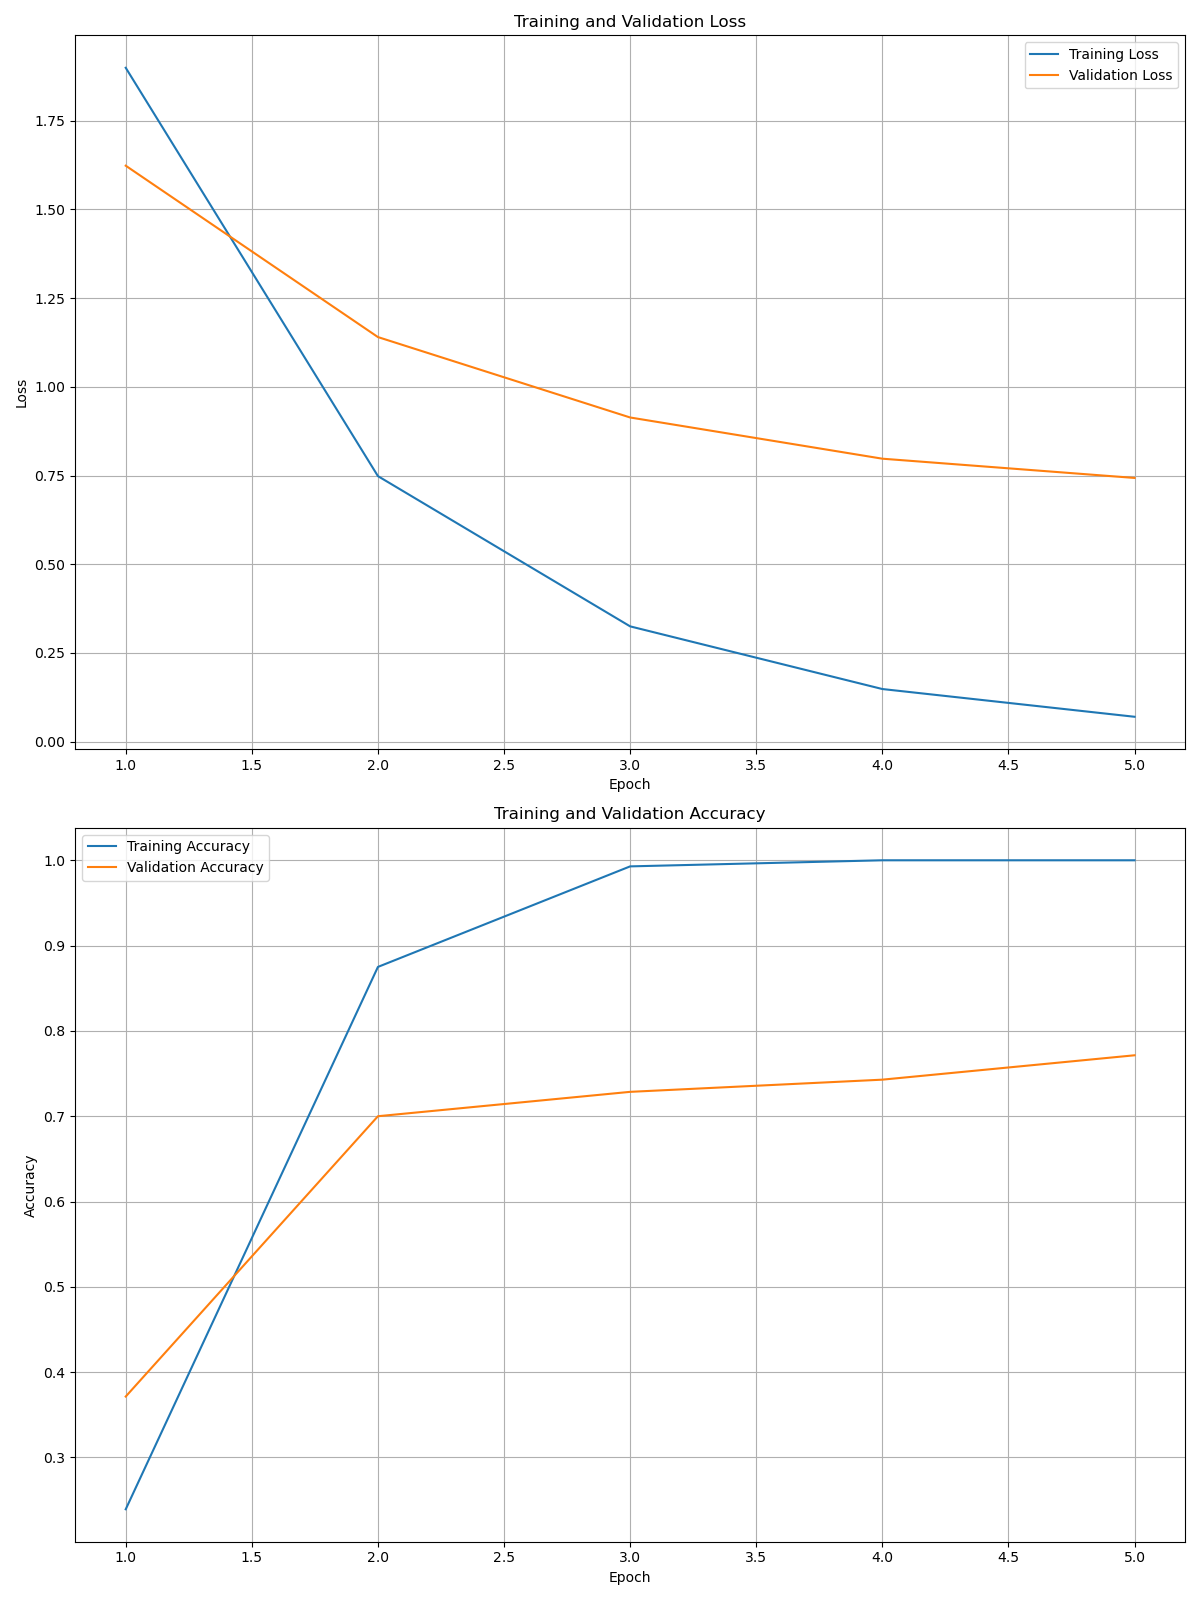 Training and Validation Loss
Training Loss
Validation Loss
1.75
1.50
1.25
1.00
0.75
0.50
0.25
0.00
Loss
1.0 1.5 2.0 2.5 3.0 3.5 4.0 4.5 5.0
Epoch
Training and Validation Accuracy
Training Accuracy
Validation Accuracy
1.0
0.9
0.8
0.7
0.6
0.5
0.4
0.3
Accuracy
1.0 1.5 2.0 2.5 3.0 3.5 4.0 4.5 5.0
Epoch